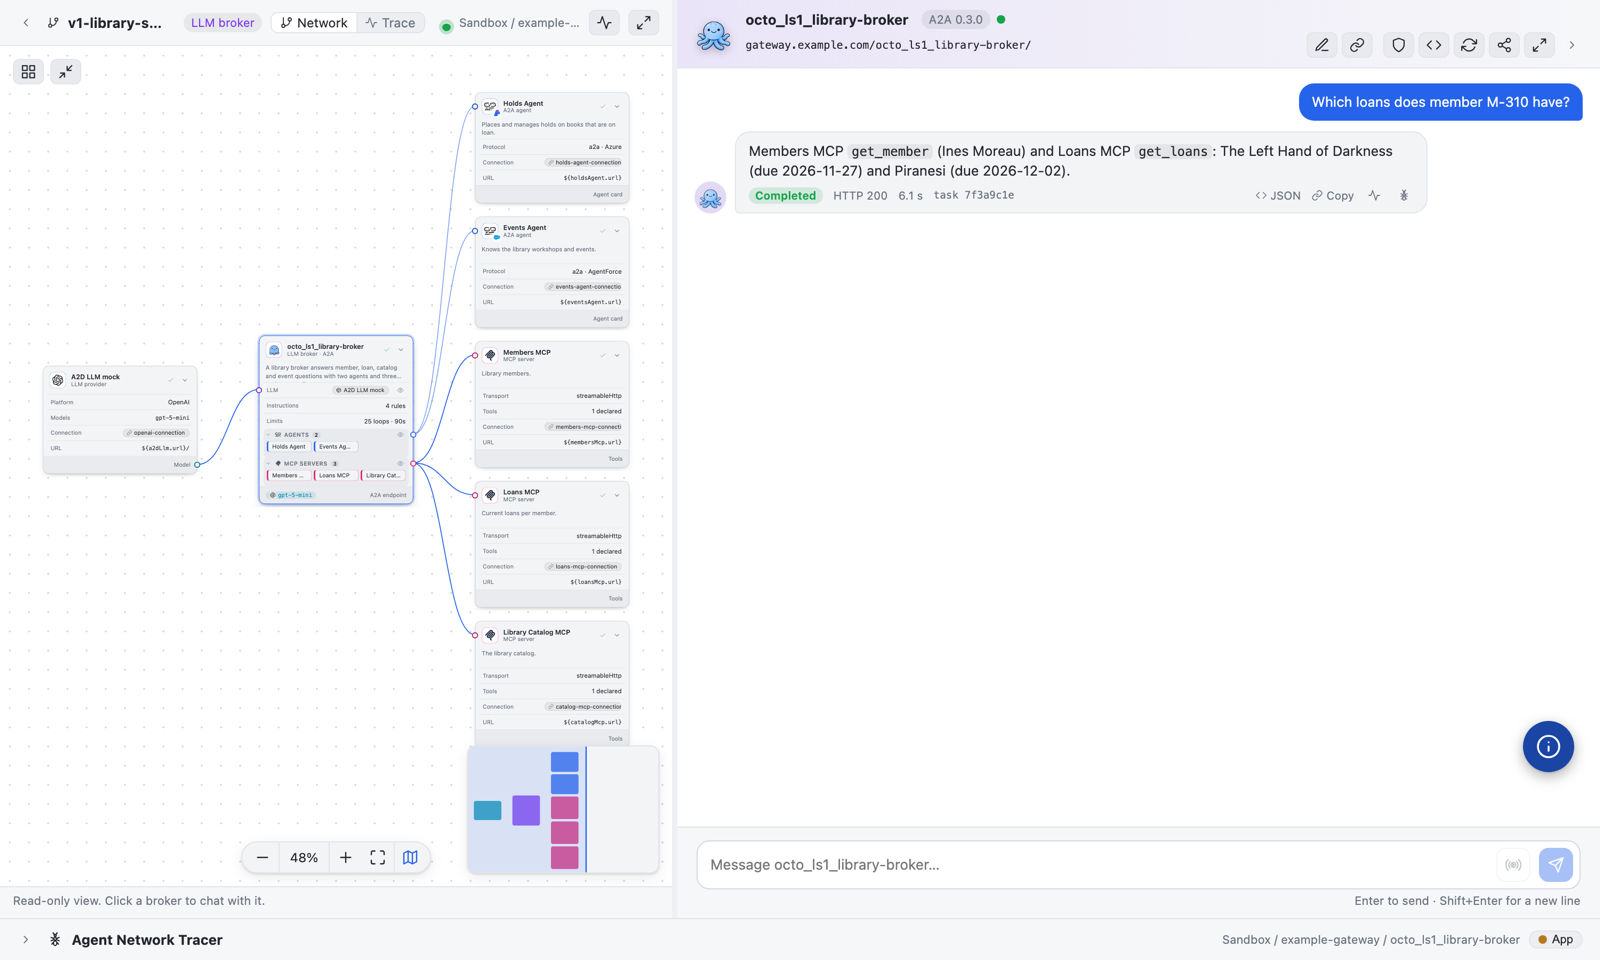 v1-library-s...
LLM broker
Network
Trace
Sandbox / example-...
A2D LLM mock
LLM provider
Platform OpenAI
Models gpt-5-mini
Connection openai-connection
URL ${a2dLlm.url}/
Model
octo_ls1_library-broker
LLM broker · A2A
A library broker answers member, loan, catalog
and event questions with two agents and three...
LLM A2D LLM mock
Instructions 4 rules
Limits 25 loops · 90s
AGENTS 2
Holds Agent
Events Ag...
MCP SERVERS 3
Members ...
Loans MCP
Library Cat...
gpt-5-mini
A2A endpoint
Holds Agent
A2A agent
Places and manages holds on books that are on
loan.
Protocol a2a · Azure
Connection holds-agent-connection
URL ${holdsAgent.url}
Agent card
Events Agent
A2A agent
Knows the library workshops and events.
Protocol a2a · AgentForce
Connection events-agent-connectio
URL ${eventsAgent.url}
Agent card
Members MCP
MCP server
Library members.
Transport streamableHttp
Tools 1 declared
Connection members-mcp-connecti
URL ${membersMcp.url}
Tools
Loans MCP
MCP server
Current loans per member.
Transport streamableHttp
Tools 1 declared
Connection loans-mcp-connection
URL ${loansMcp.url}
Tools
Library Catalog MCP
MCP server
The library catalog.
Transport streamableHttp
Tools 1 declared
Connection catalog-mcp-connection
URL ${catalogMcp.url}
Tools
48%
Read-only view. Click a broker to chat with it.
octo_ls1_library-broker
A2A 0.3.0
gateway.example.com/octo_ls1_library-broker/
Which loans does member M-310 have?
Members MCP get_member (Ines Moreau) and Loans MCP get_loans: The Left Hand of Darkness
(due 2026-11-27) and Piranesi (due 2026-12-02).
Completed HTTP 200 6.1 s task 7f3a9c1e
JSON
Copy
Message octo_ls1_library-broker...
Enter to send · Shift+Enter for a new line
Agent Network Tracer
Sandbox / example-gateway / octo_ls1_library-broker
App